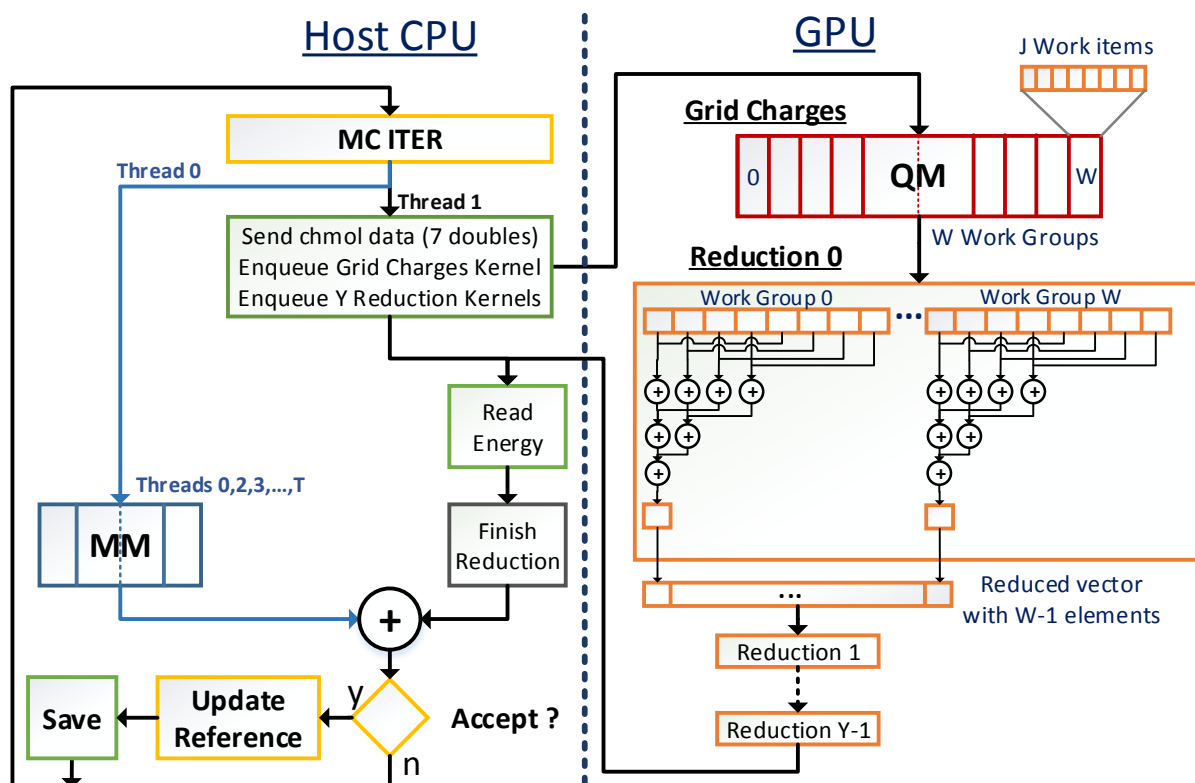 Host CPU
MC ITER
Thread 0
Thread 1
Send chmol data (7 doubles)
Enqueue Grid Charges Kernel
Enqueue Y Reduction Kernels
Read
Energy
Threads 0,2,3,...,T
MM
Finish
Reduction
+
y
Accept ?
n
Update
Reference
Save
GPU
J Work items
Grid Charges
0
QM
W
W Work Groups
Reduction 0
Work Group 0
...
Work Group W
+ + + +
+ +
+
+ + + +
+ +
+
...
Reduced vector
with W-1 elements
Reduction 1
Reduction Y-1